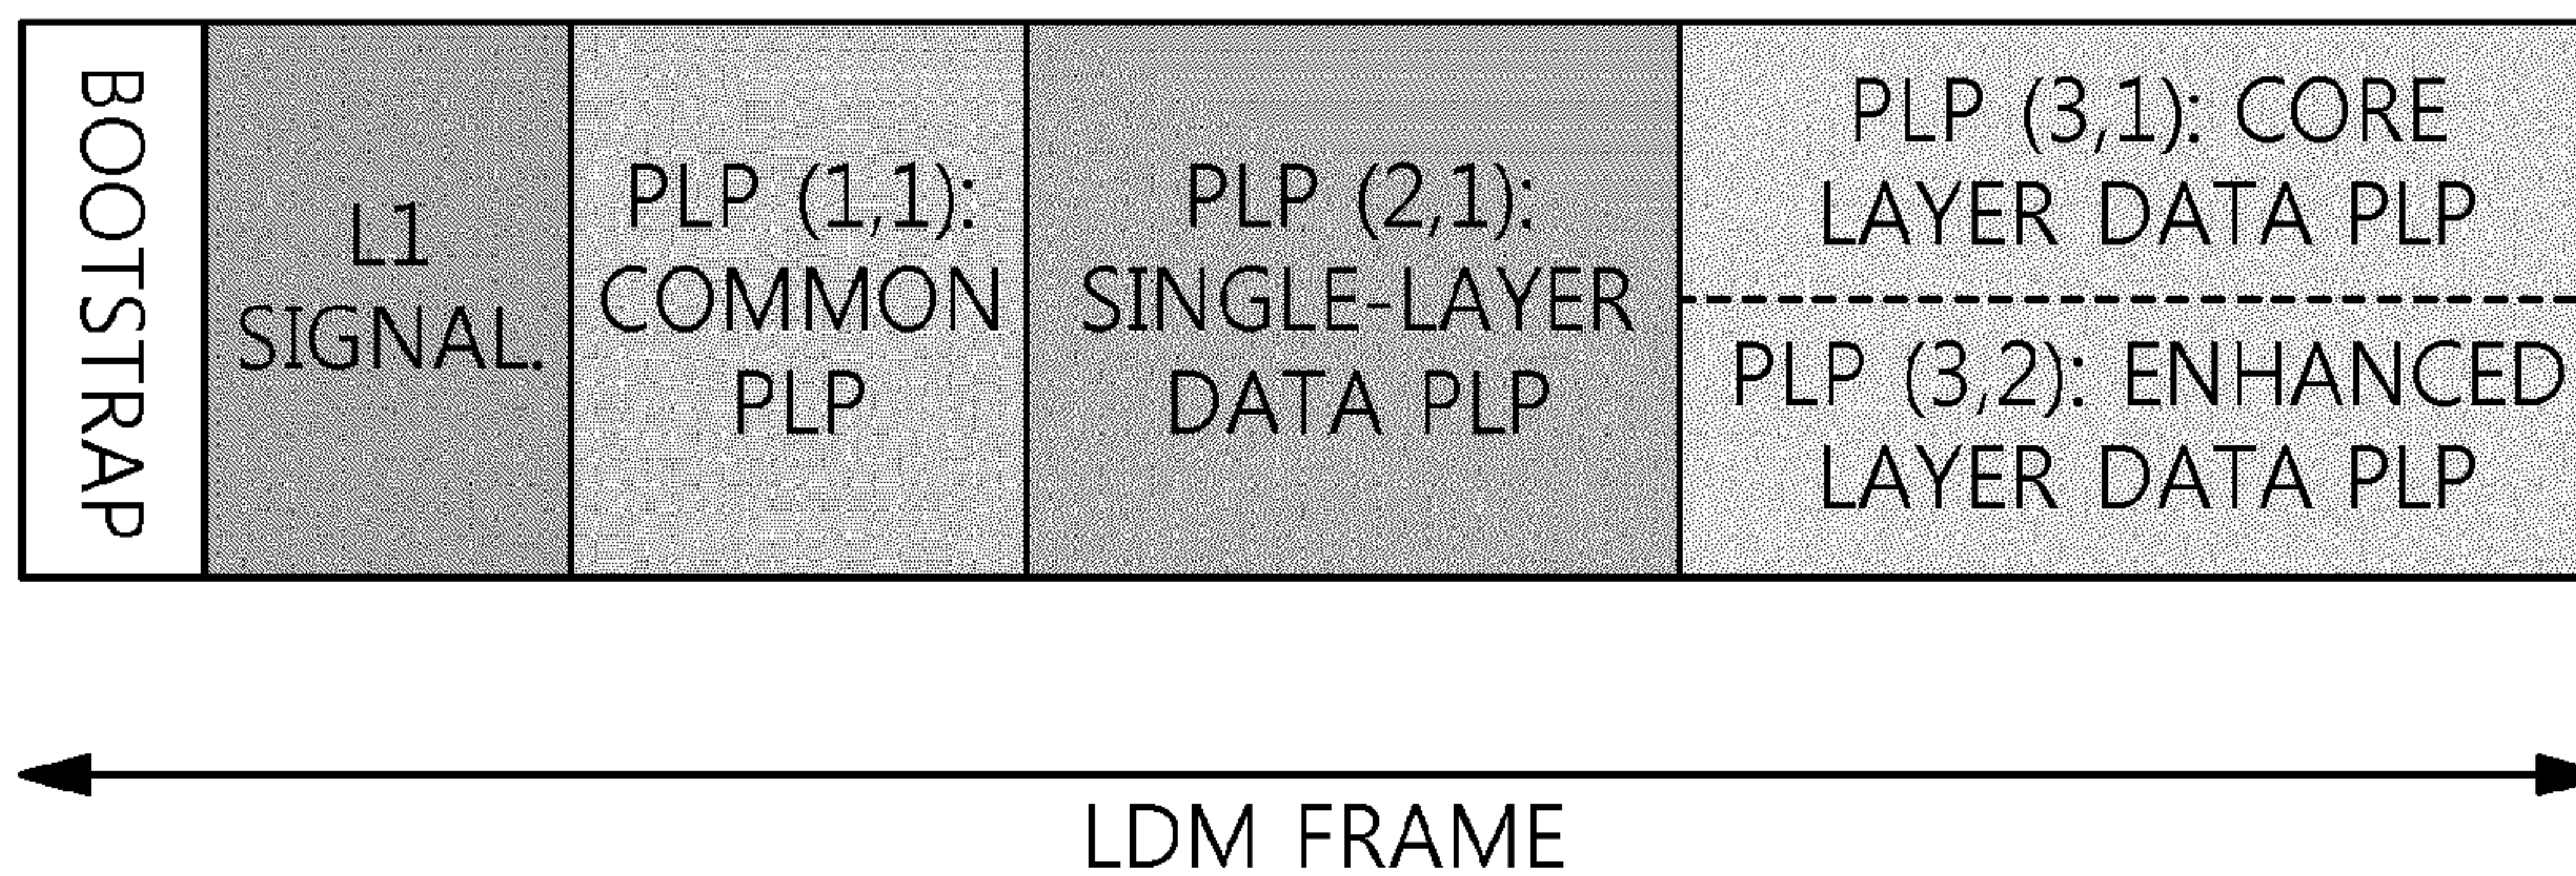 BOOTSTRAP
L1
SIGNAL.
PLP (1,1):
COMMON
PLP
PLP (2,1):
SINGLE-LAYER
DATA PLP
PLP (3,1): CORE
LAYER DATA PLP
PLP (3,2): ENHANCED
LAYER DATA PLP
LDM FRAME